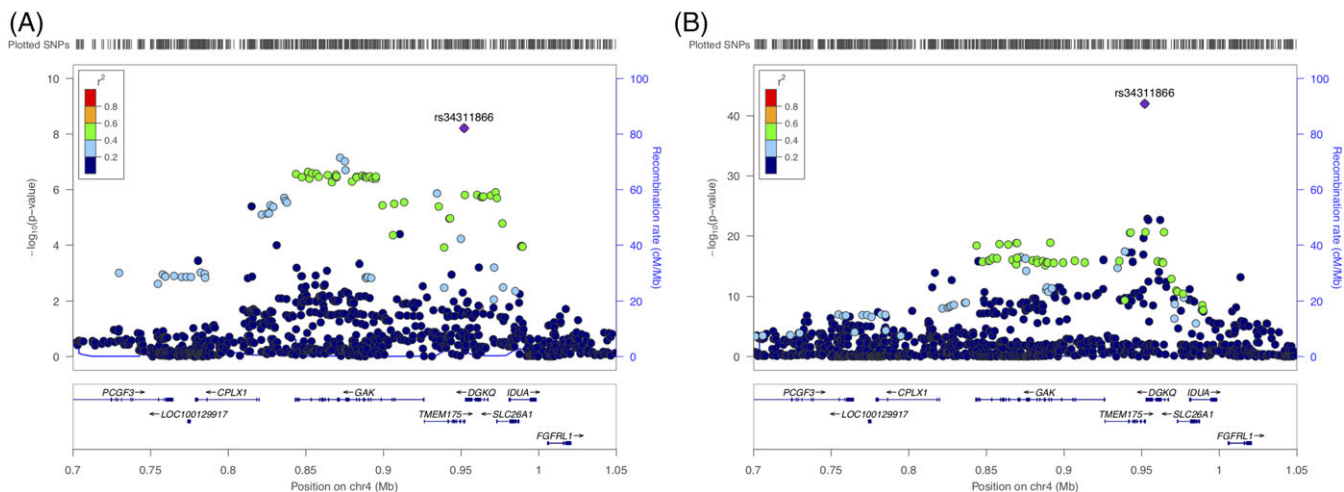 (A)
Plotted SNPs
10
8
6
4
2
0
−log₁₀(p−value)
r²
0.8
0.6
0.4
0.2
rs34311866
100
80
60
40
20
0
Recombination rate (cM/Mb)
PCGF3→
←CPLX1
←GAK
←DGKQ
IDUA→
←LOC100129917
TMEM175→
←SLC26A1
FGFRL1→
0.7
0.75
0.8
0.85
0.9
0.95
1
1.05
Position on chr4 (Mb)
(B)
Plotted SNPs
40
30
20
10
0
−log₁₀(p−value)
r²
0.8
0.6
0.4
0.2
rs34311866
100
80
60
40
20
0
Recombination rate (cM/Mb)
PCGF3→
←CPLX1
←GAK
←DGKQ
IDUA→
←LOC100129917
TMEM175→
←SLC26A1
FGFRL1→
0.7
0.75
0.8
0.85
0.9
0.95
1
1.05
Position on chr4 (Mb)